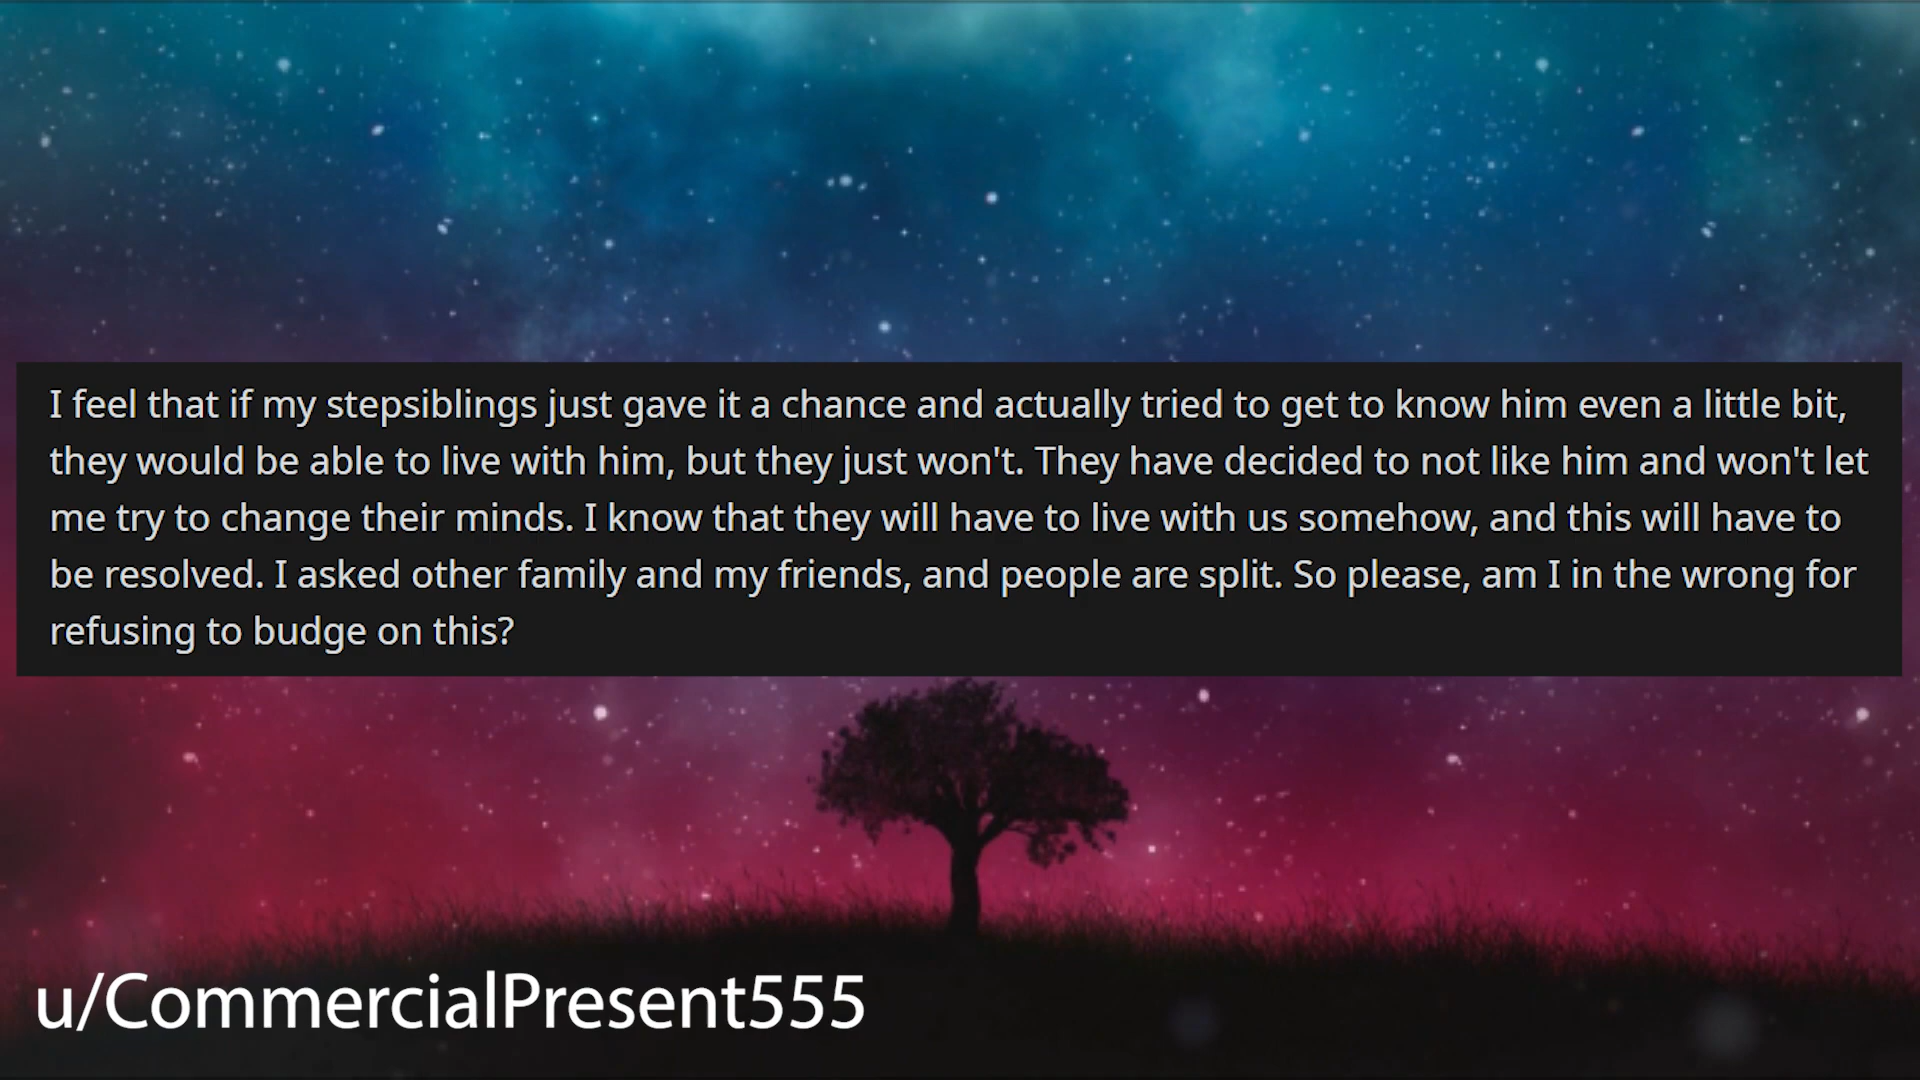 I feel that if my stepsiblings just gave it a chance and actually tried to get to know him even a little bit,
they would be able to live with him, but they just won't. They have decided to not like him and won't let
me try to change their minds. I know that they will have to live with us somehow, and this will have to
be resolved. I asked other family and my friends, and people are split. So please, am I in the wrong for
refusing to budge on this?
u/CommercialPresent555